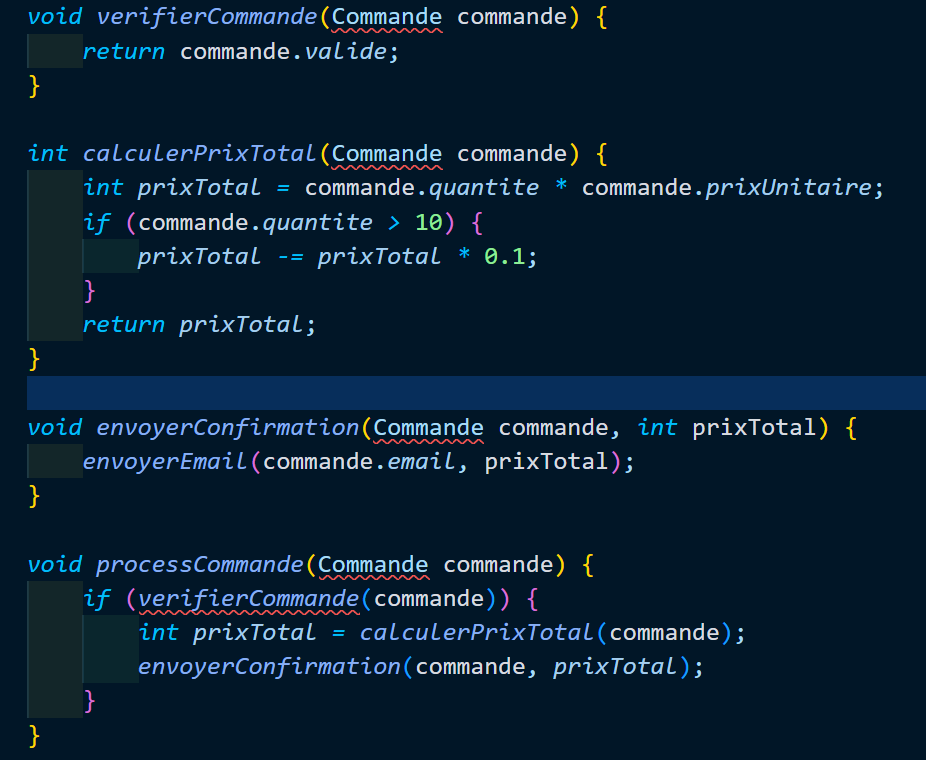 void verifierCommande(Commande commande) {
    return commande.valide;
}

int calculerPrixTotal(Commande commande) {
    int prixTotal = commande.quantite * commande.prixUnitaire;
    if (commande.quantite > 10) {
        prixTotal -= prixTotal * 0.1;
    }
    return prixTotal;
}

void envoyerConfirmation(Commande commande, int prixTotal) {
    envoyerEmail(commande.email, prixTotal);
}

void processCommande(Commande commande) {
    if (verifierCommande(commande)) {
        int prixTotal = calculerPrixTotal(commande);
        envoyerConfirmation(commande, prixTotal);
    }
}